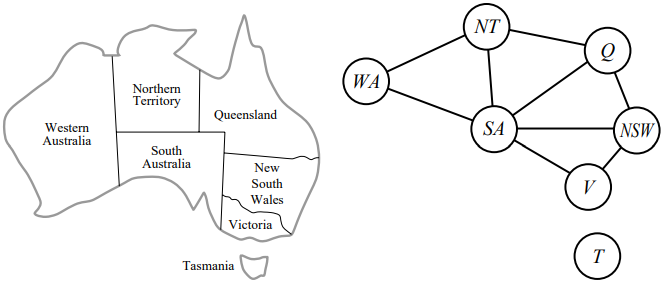 Western
Australia
Northern
Territory
South
Australia
Queensland
New
South
Wales
Victoria
Tasmania
NT
Q
WA
SA
NSW
V
T